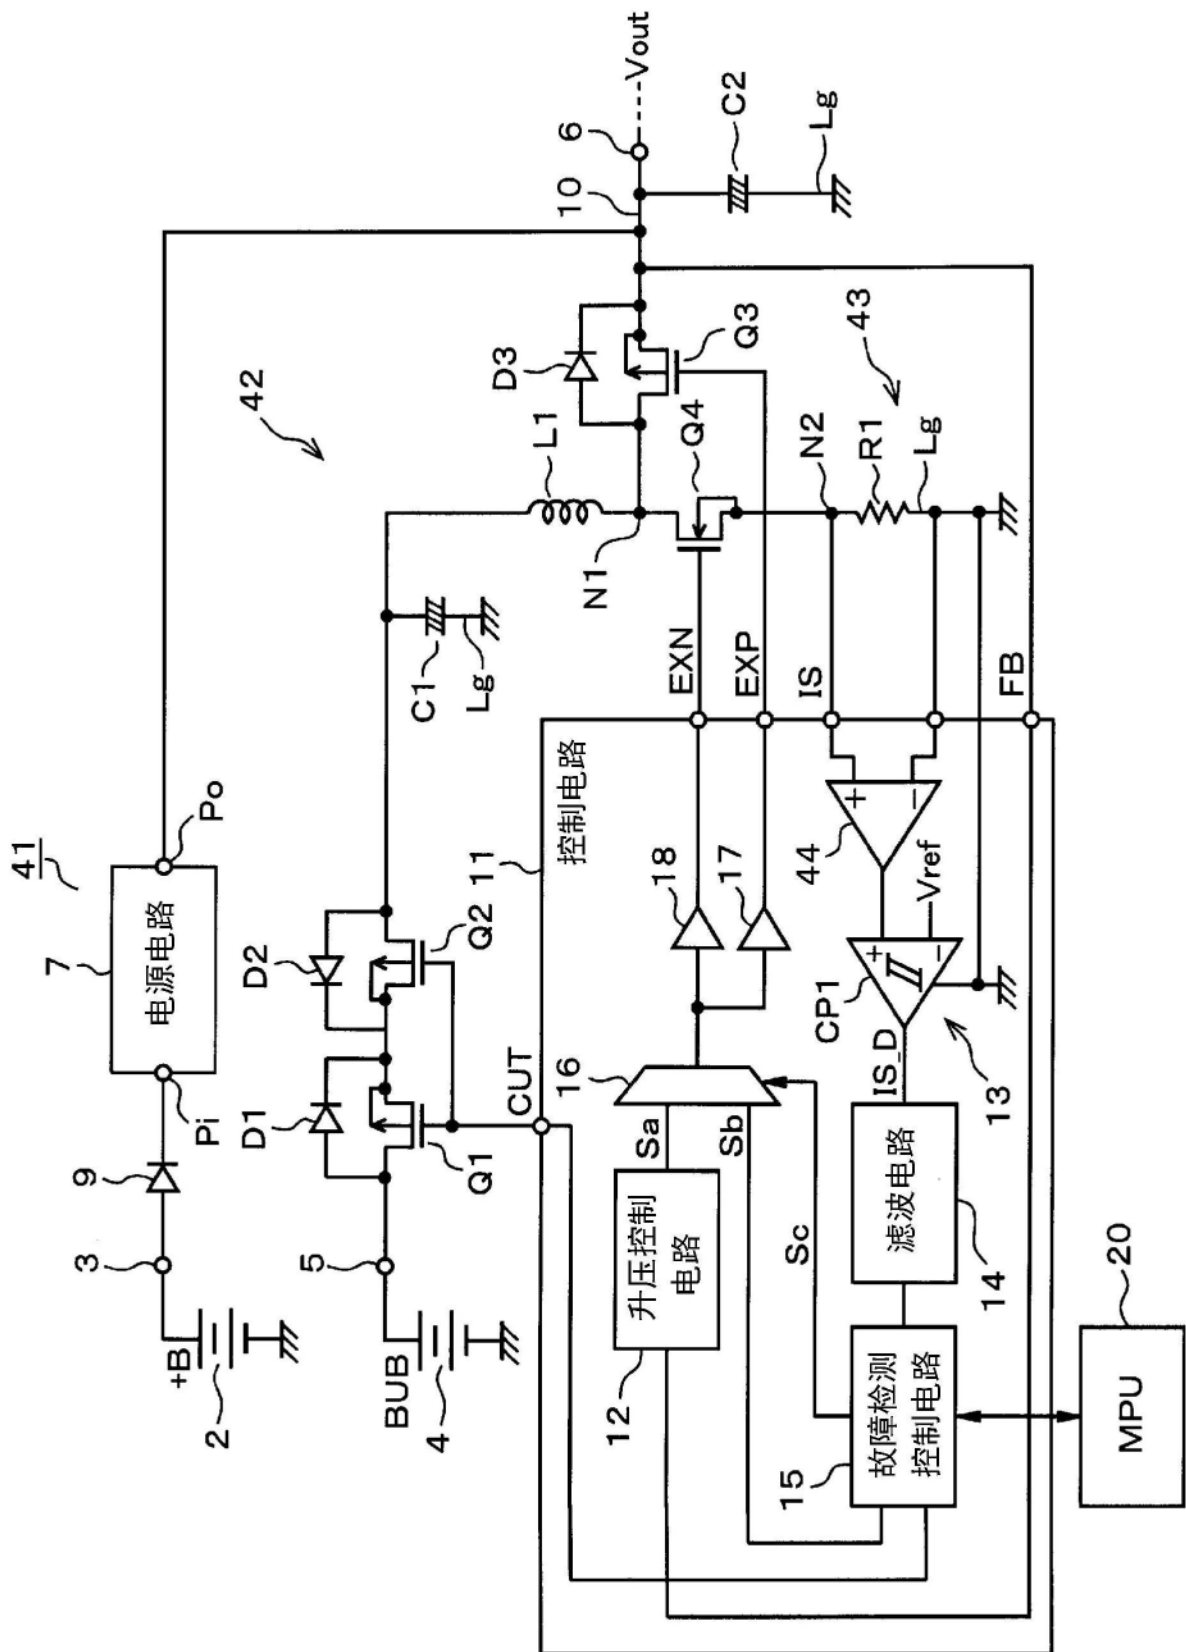 41
42
7
电源电路
Pi
Po
9
3
+B
2
D1
D2
Q1
Q2
5
BUB
4
C1
Lg
L1
N1
D3
Q3
10
6
Vout
C2
Lg
Q4
43
N2
R1
Lg
CUT
11
控制电路
EXN
EXP
IS
FB
16
18
17
Sa
Sb
Sc
升压控制
电路
12
44
Vref
CP1
+
−
+
−
IS_D
13
滤波电路
14
故障检测
控制电路
15
MPU
20